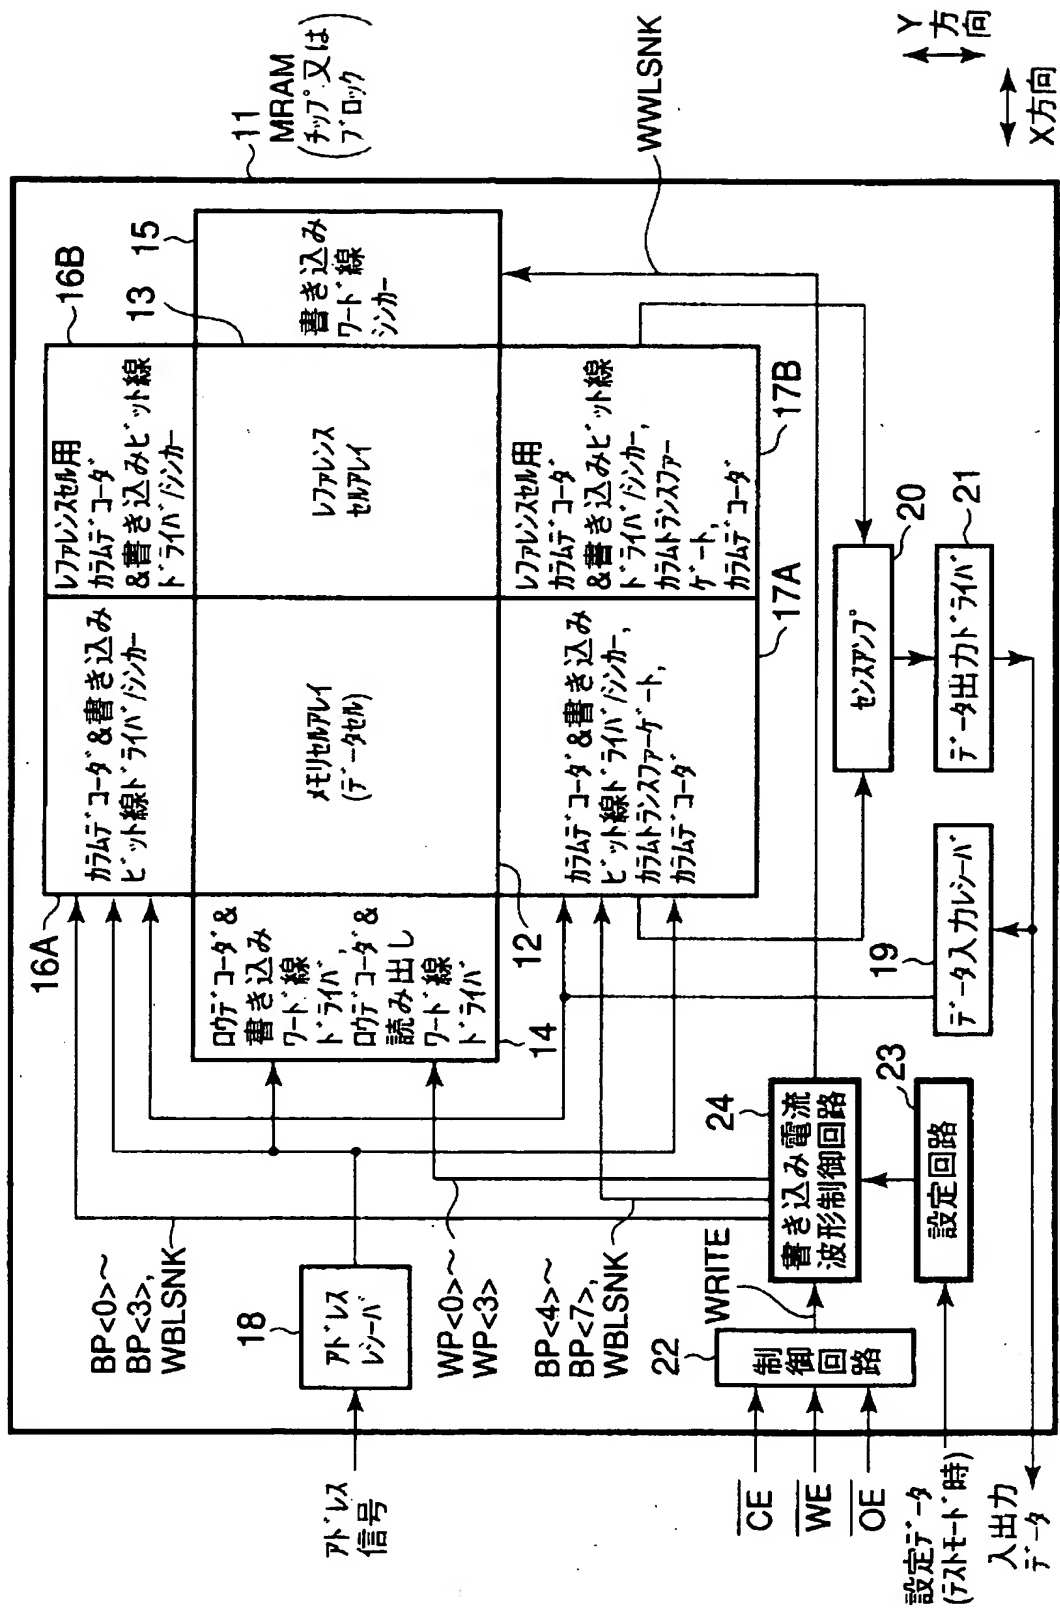 11
MRAM
(チップ又は
ブロック)
16A
カラムデコーダ&書き込み
ビット線ドライバ/シンカー
16B
レファレンスセル用
カラムデコーダ
&書き込みビット線
ドライバ/シンカー
13
15
ロウデコーダ&
書き込み
ワード線
ドライバ,
ロウデコーダ&
読み出し
ワード線
ドライバ
14
メモリセルアレイ
(データセル)
12
レファレンス
セルアレイ
書き込み
ワード線
シンカー
カラムデコーダ&書き込み
ビット線ドライバ/シンカー,
カラムトランスファーゲート,
カラムデコーダ
17A
レファレンスセル用
カラムデコーダ
&書き込みビット線
ドライバ/シンカー,
カラムトランスファー
ゲート,
カラムデコーダ
17B
WWLSNK
BP<0>~
BP<3>,
WBLSNK
アドレス
信号
18
アドレス
レシーバ
WP<0>~
WP<3>
BP<4>~
BP<7>,
WBLSNK
CE
WE
OE
22
制御
回路
WRITE
24
書き込み電流
波形制御回路
23
設定回路
設定データ
(テストモード時)
19
データ入力レシーバ
センスアンプ
20
データ出力ドライバ
21
入出力
データ
Y
方向
X方向